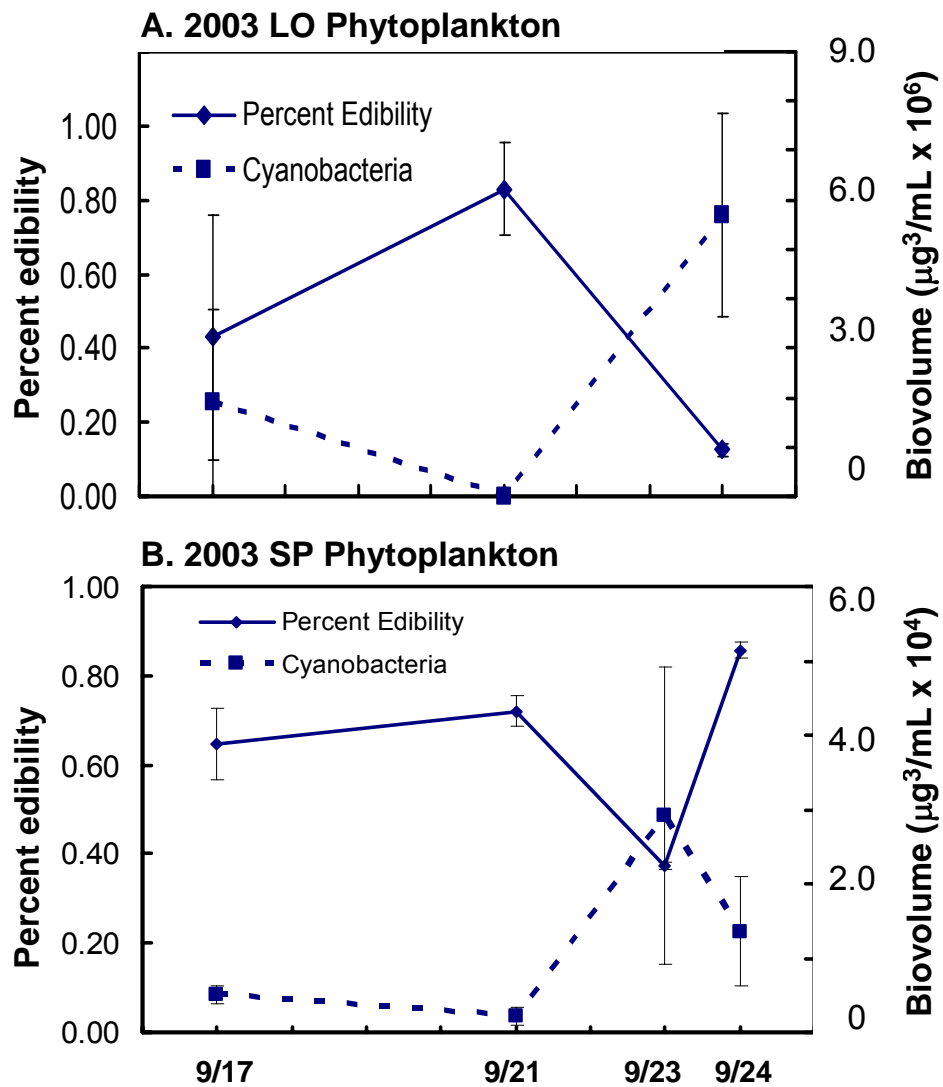 A. 2003 LO Phytoplankton
Percent edibility
1.00
0.80
0.60
0.40
0.20
0.00
Percent Edibility
Cyanobacteria
9.0
6.0
3.0
0
Biovolume (µg³/mL x 10⁶)
B. 2003 SP Phytoplankton
Percent edibility
1.00
0.80
0.60
0.40
0.20
0.00
Percent Edibility
Cyanobacteria
6.0
4.0
2.0
0
Biovolume (µg³/mL x 10⁴)
9/17
9/21
9/23
9/24